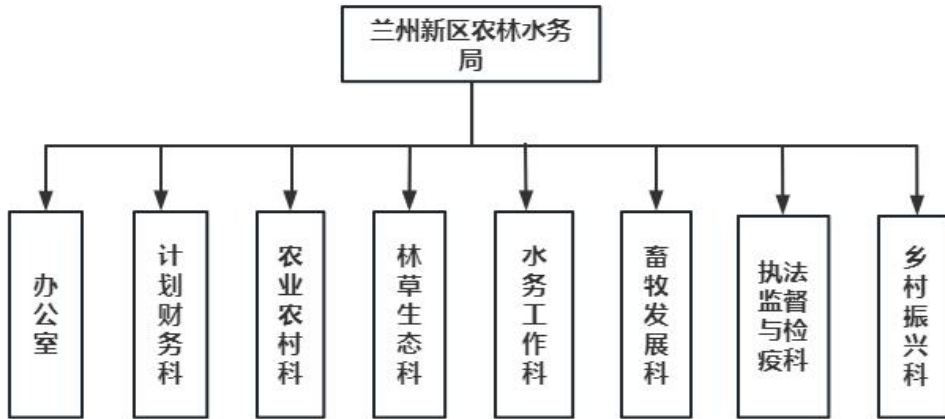 兰州新区农林水务
局
办公室
计划财务科
农业农村科
林草生态科
水务工作科
畜牧发展科
执法
监督
与检
疫科
乡村振兴科